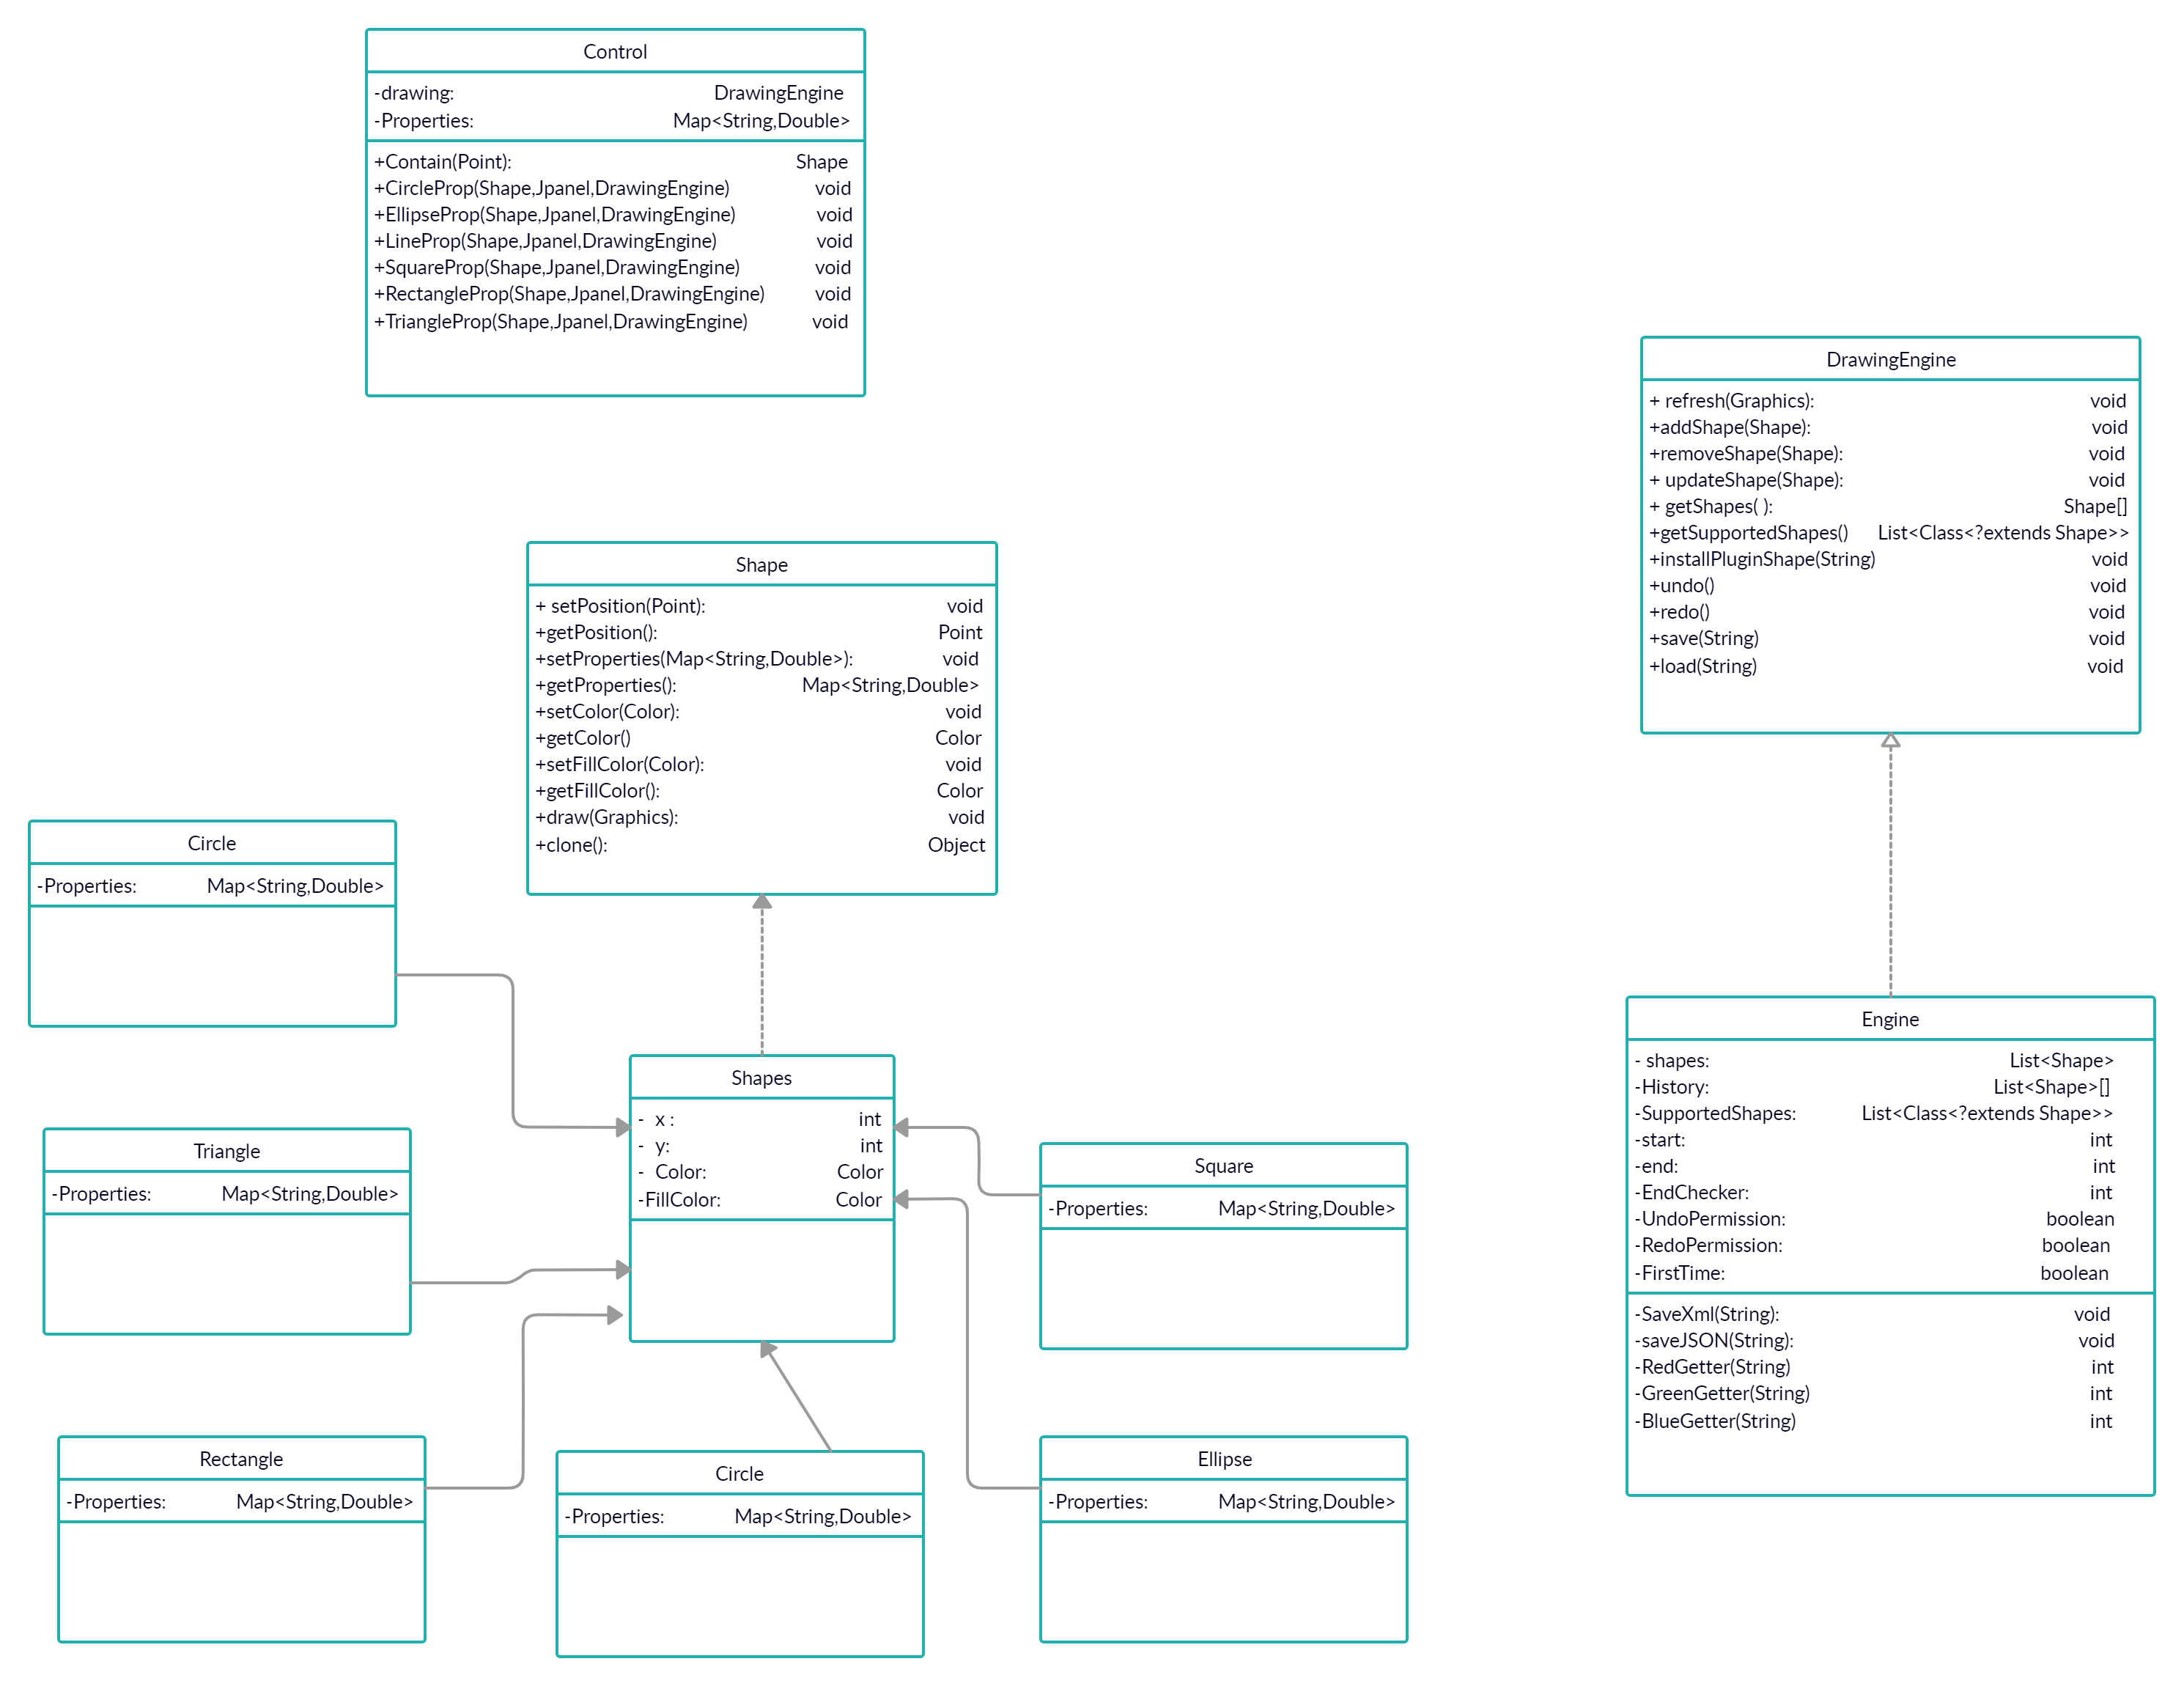 Control
-drawing: DrawingEngine
-Properties: Map<String,Double>
+Contain(Point): Shape
+CircleProp(Shape,Jpanel,DrawingEngine) void
+EllipseProp(Shape,Jpanel,DrawingEngine) void
+LineProp(Shape,Jpanel,DrawingEngine) void
+SquareProp(Shape,Jpanel,DrawingEngine) void
+RectangleProp(Shape,Jpanel,DrawingEngine) void
+TriangleProp(Shape,Jpanel,DrawingEngine) void
DrawingEngine
+ refresh(Graphics): void
+addShape(Shape): void
+removeShape(Shape): void
+ updateShape(Shape): void
+ getShapes( ): Shape[]
+getSupportedShapes() List<Class<?extends Shape>>
+installPluginShape(String) void
+undo() void
+redo() void
+save(String) void
+load(String) void
Shape
+ setPosition(Point): void
+getPosition(): Point
+setProperties(Map<String,Double>): void
+getProperties(): Map<String,Double>
+setColor(Color): void
+getColor() Color
+setFillColor(Color): void
+getFillColor(): Color
+draw(Graphics): void
+clone(): Object
Circle
-Properties: Map<String,Double>
Engine
- shapes: List<Shape>
-History: List<Shape>[]
-SupportedShapes: List<Class<?extends Shape>>
-start: int
-end: int
-EndChecker: int
-UndoPermission: boolean
-RedoPermission: boolean
-FirstTime: boolean
-SaveXml(String): void
-saveJSON(String): void
-RedGetter(String) int
-GreenGetter(String) int
-BlueGetter(String) int
Shapes
- x : int
- y: int
- Color: Color
-FillColor: Color
Triangle
-Properties: Map<String,Double>
Square
-Properties: Map<String,Double>
Rectangle
-Properties: Map<String,Double>
Circle
-Properties: Map<String,Double>
Ellipse
-Properties: Map<String,Double>